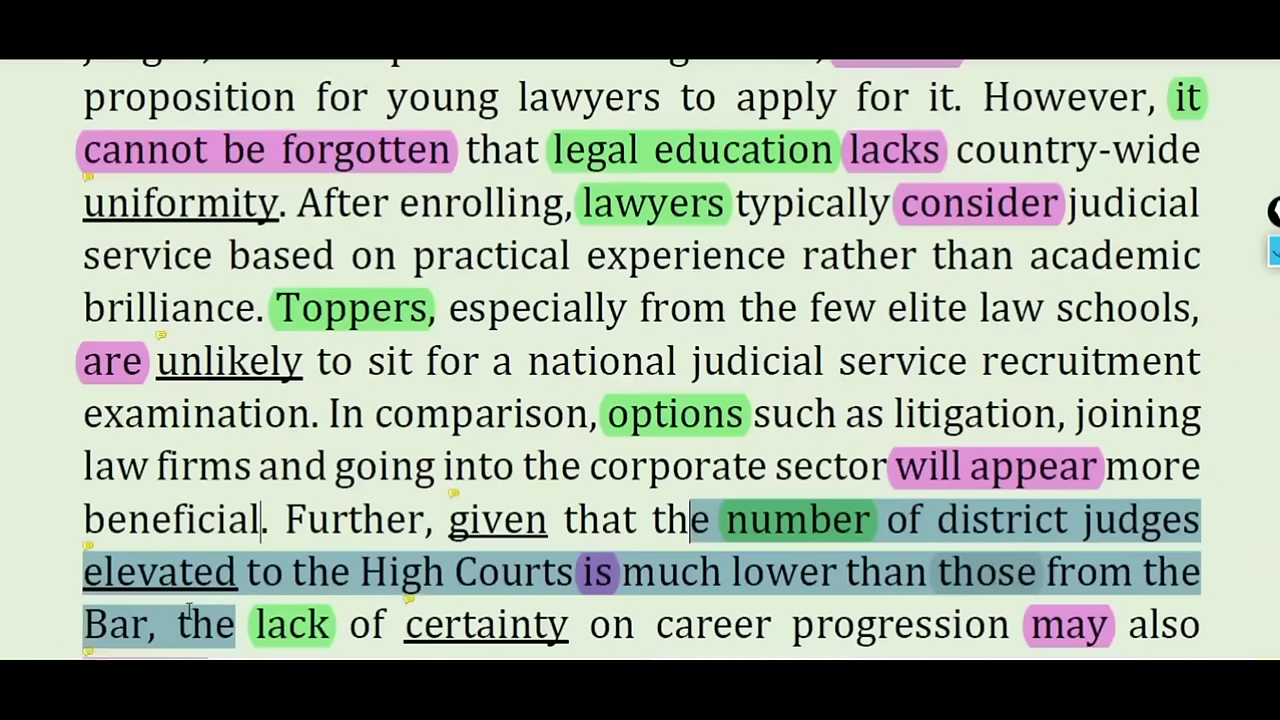 proposition for young lawyers to apply for it. However, it
cannot be forgotten that legal education lacks country-wide
uniformity. After enrolling, lawyers typically consider judicial
service based on practical experience rather than academic
brilliance. Toppers, especially from the few elite law schools,
are unlikely to sit for a national judicial service recruitment
examination. In comparison, options such as litigation, joining
law firms and going into the corporate sector will appear more
beneficial. Further, given that the number of district judges
elevated to the High Courts is much lower than those from the
Bar, the lack of certainty on career progression may also